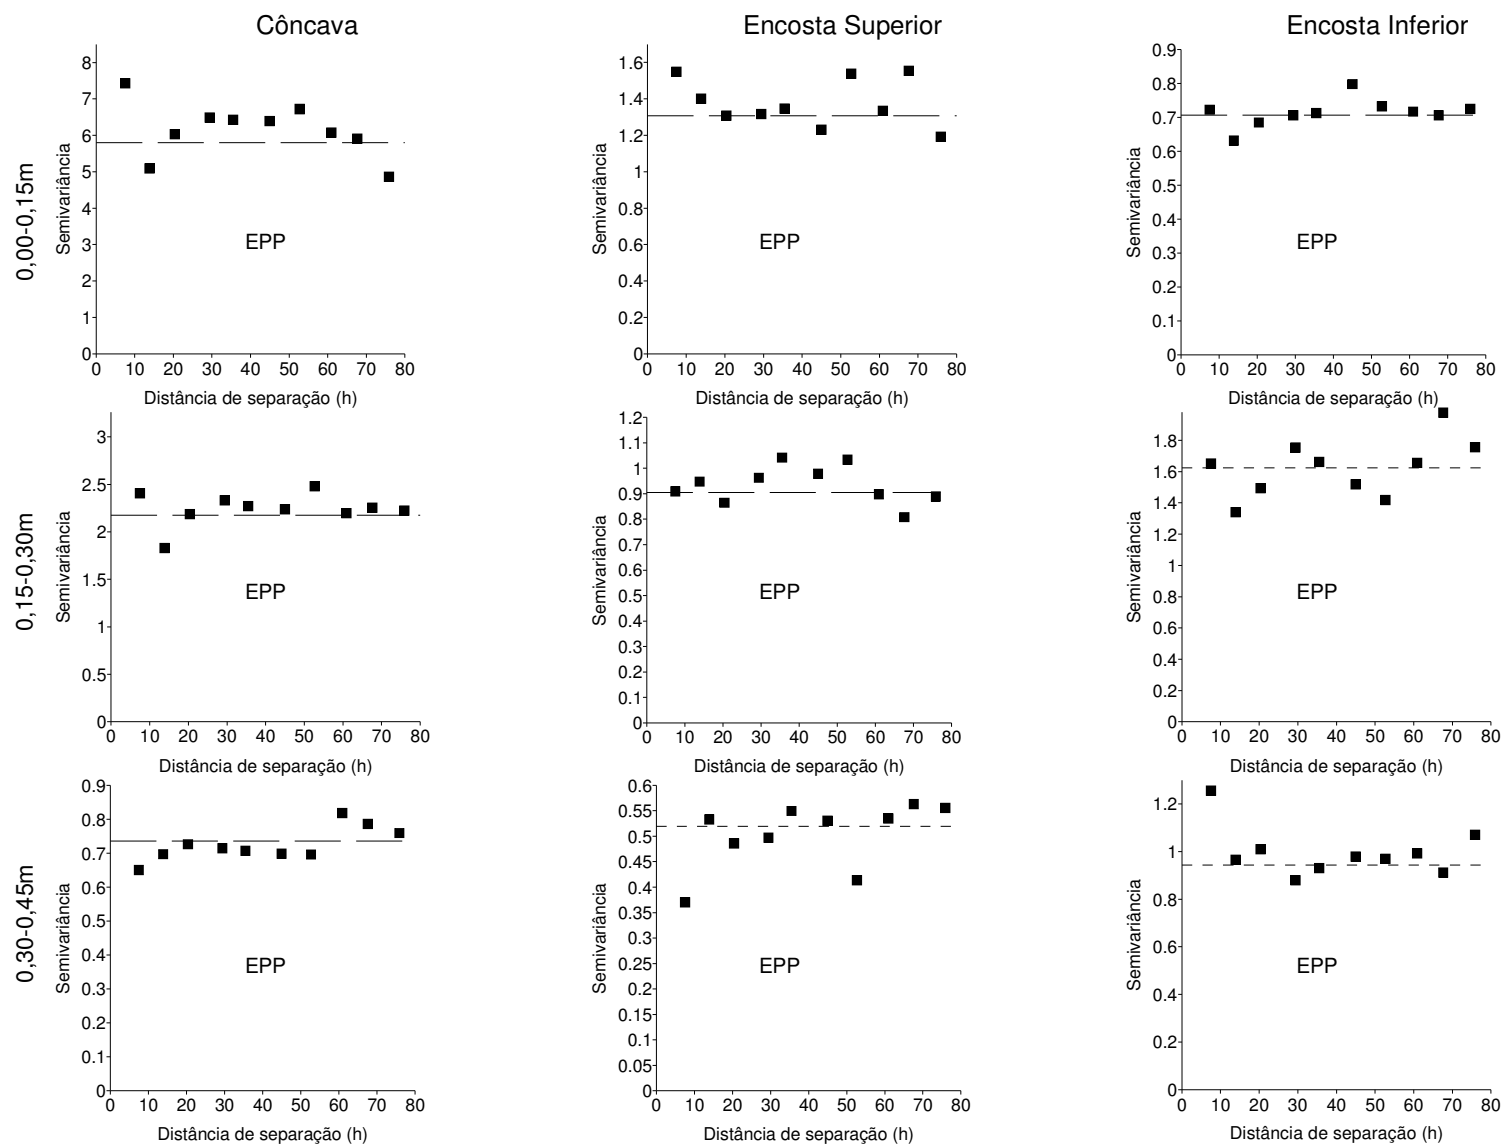 Côncava
Encosta Superior
Encosta Inferior
0,00-0,15m
Semivariância
8
7
6
5
4
3
2
1
0
EPP
0 10 20 30 40 50 60 70 80
Distância de separação (h)
Semivariância
1.6
1.4
1.2
1
0.8
0.6
0.4
0.2
0
EPP
0 10 20 30 40 50 60 70 80
Distância de separação (h)
Semivariância
0.9
0.8
0.7
0.6
0.5
0.4
0.3
0.2
0.1
0
EPP
0 10 20 30 40 50 60 70 80
Distância de separação (h)
0,15-0,30m
Semivariância
3
2.5
2
1.5
1
0.5
0
EPP
0 10 20 30 40 50 60 70 80
Distância de separação (h)
Semivariância
1.2
1.1
1
0.9
0.8
0.7
0.6
0.5
0.4
0.3
0.2
0.1
0
EPP
0 10 20 30 40 50 60 70 80
Distância de separação (h)
Semivariância
1.8
1.6
1.4
1.2
1
0.8
0.6
0.4
0.2
0
EPP
0 10 20 30 40 50 60 70 80
Distância de separação (h)
0,30-0,45m
Semivariância
0.9
0.8
0.7
0.6
0.5
0.4
0.3
0.2
0.1
0
EPP
0 10 20 30 40 50 60 70 80
Distância de separação (h)
Semivariância
0.6
0.55
0.5
0.45
0.4
0.35
0.3
0.25
0.2
0.15
0.1
0.05
0
EPP
0 10 20 30 40 50 60 70 80
Distância de separação (h)
Semivariância
1.2
1
0.8
0.6
0.4
0.2
0
EPP
0 10 20 30 40 50 60 70 80
Distância de separação (h)